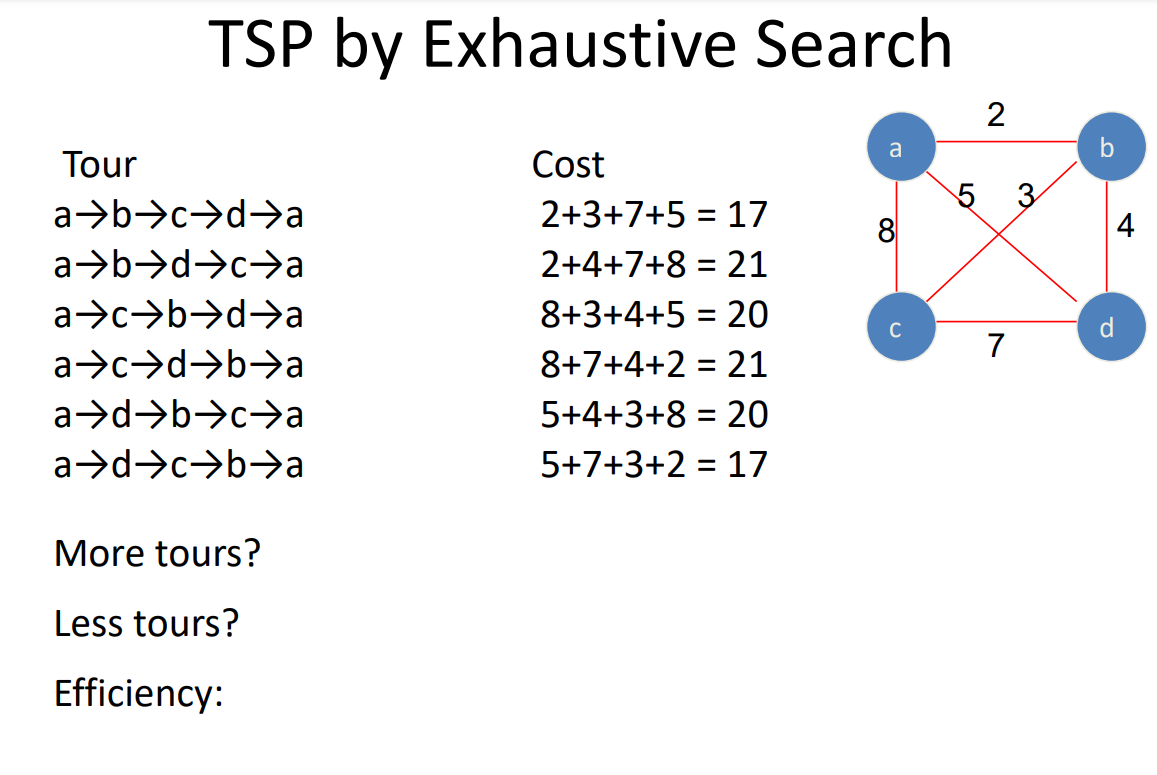 TSP by Exhaustive Search
Tour Cost
a→b→c→d→a 2+3+7+5 = 17
a→b→d→c→a 2+4+7+8 = 21
a→c→b→d→a 8+3+4+5 = 20
a→c→d→b→a 8+7+4+2 = 21
a→d→b→c→a 5+4+3+8 = 20
a→d→c→b→a 5+7+3+2 = 17
More tours?
Less tours?
Efficiency:
2
a b
5 3
8 4
c d
7